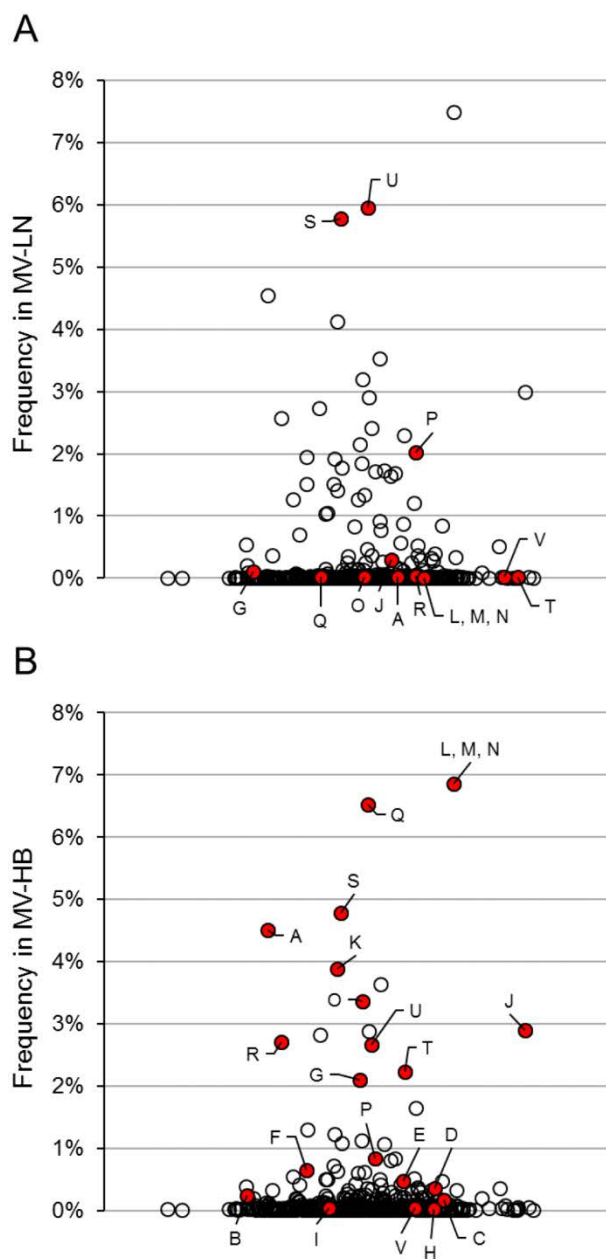 A
8%
7%
6%
5%
4%
3%
2%
1%
0%
Frequency in MV-LN
U
S
P
V
G
Q
O
J
A
R
L, M, N
T
B
8%
7%
6%
5%
4%
3%
2%
1%
0%
Frequency in MV-HB
L, M, N
Q
S
A
K
O
J
U
R
T
G
P
F
E
D
B
I
V
H
C